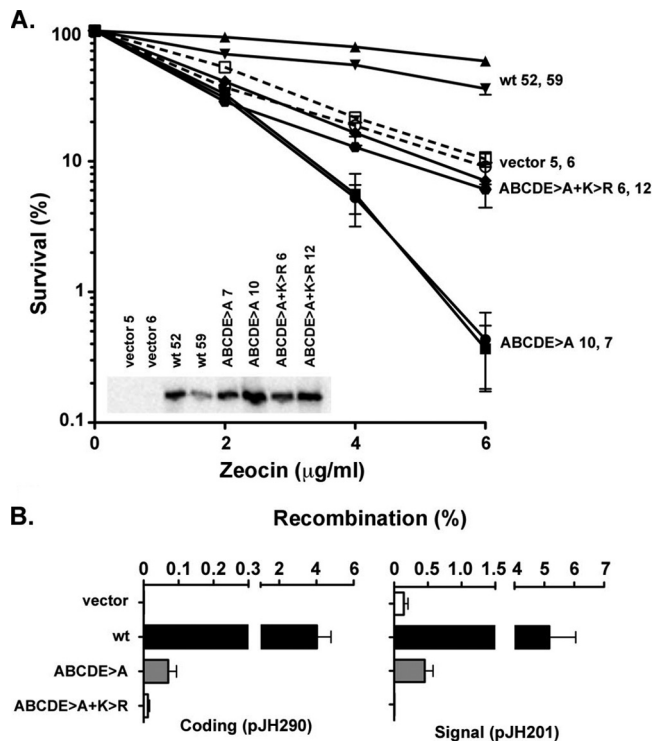 A.
100
10
1
0.1
Survival (%)
0
2
4
6
Zeocin (μg/ml)
wt 52, 59
vector 5, 6
ABCDE>A+K>R 6, 12
ABCDE>A 10, 7
vector 5
vector 6
wt 52
wt 59
ABCDE>A 7
ABCDE>A 10
ABCDE>A+K>R 6
ABCDE>A+K>R 12
B.
Recombination (%)
0 0.1 0.2 0.3 2 4 6
0 0.5 1.0 1.5 4 5 6 7
vector
wt
ABCDE>A
ABCDE>A+K>R
Coding (pJH290)
Signal (pJH201)